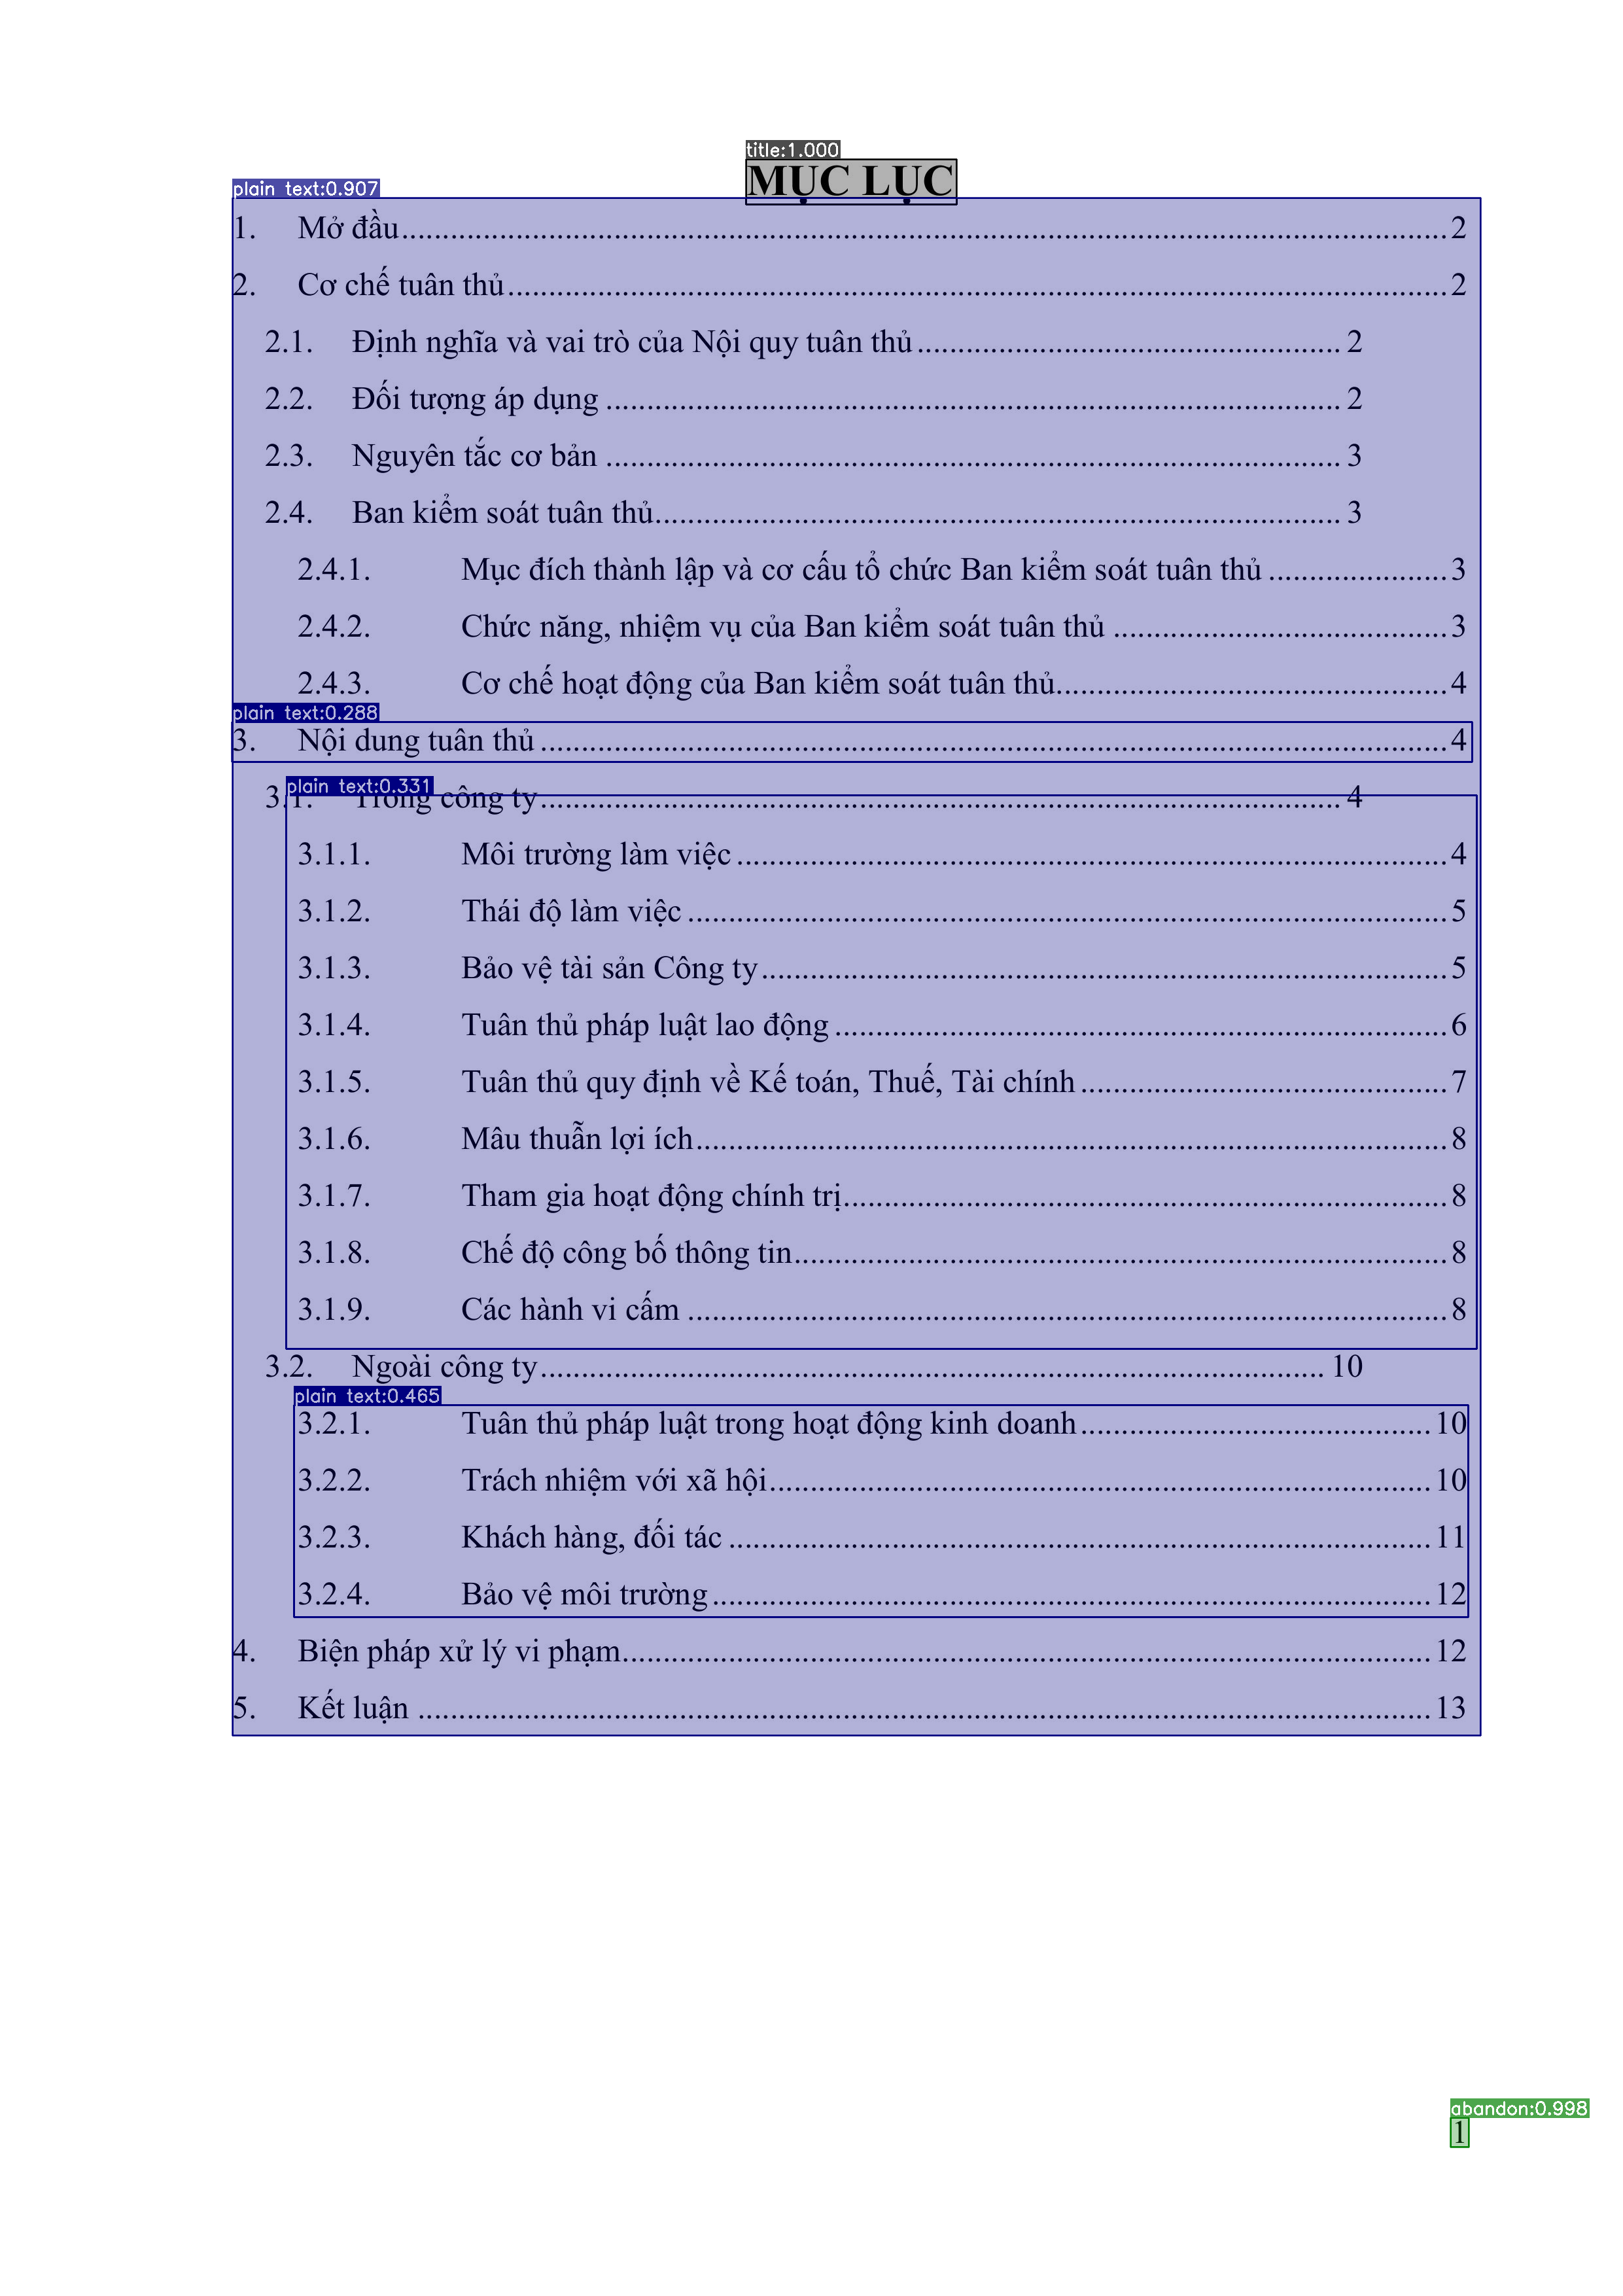 title:1.000
MỤC LỤC
plain text:0.907
1. Mở đầu 2
2. Cơ chế tuân thủ 2
2.1. Định nghĩa và vai trò của Nội quy tuân thủ 2
2.2. Đối tượng áp dụng 2
2.3. Nguyên tắc cơ bản 3
2.4. Ban kiểm soát tuân thủ 3
2.4.1. Mục đích thành lập và cơ cấu tổ chức Ban kiểm soát tuân thủ 3
2.4.2. Chức năng, nhiệm vụ của Ban kiểm soát tuân thủ 3
2.4.3. Cơ chế hoạt động của Ban kiểm soát tuân thủ 4
plain text:0.288
3. Nội dung tuân thủ 4
plain text:0.331
3.1. Trong công ty 4
3.1.1. Môi trường làm việc 4
3.1.2. Thái độ làm việc 5
3.1.3. Bảo vệ tài sản Công ty 5
3.1.4. Tuân thủ pháp luật lao động 6
3.1.5. Tuân thủ quy định về Kế toán, Thuế, Tài chính 7
3.1.6. Mâu thuẫn lợi ích 8
3.1.7. Tham gia hoạt động chính trị 8
3.1.8. Chế độ công bố thông tin 8
3.1.9. Các hành vi cấm 8
3.2. Ngoài công ty 10
plain text:0.465
3.2.1. Tuân thủ pháp luật trong hoạt động kinh doanh 10
3.2.2. Trách nhiệm với xã hội 10
3.2.3. Khách hàng, đối tác 11
3.2.4. Bảo vệ môi trường 12
4. Biện pháp xử lý vi phạm 12
5. Kết luận 13
abandon:0.998
1